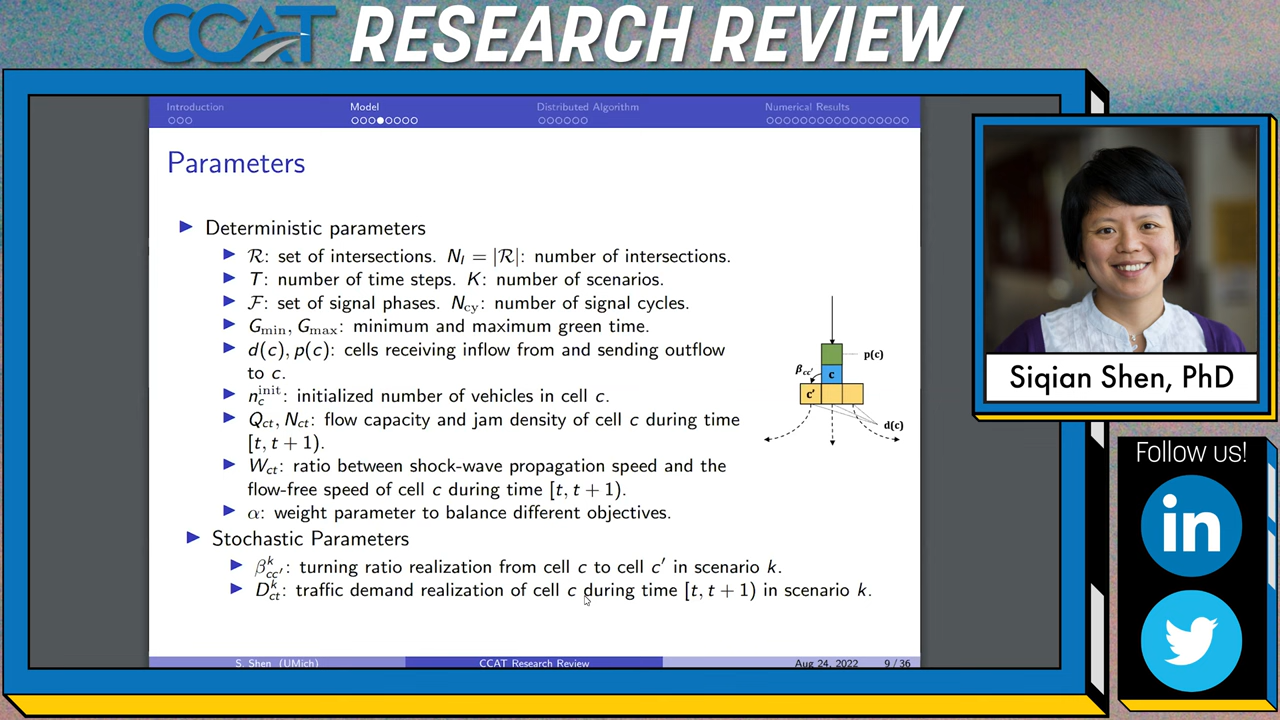 CCAT RESEARCH REVIEW
Introduction Model Distributed Algorithm Numerical Results
Parameters
Deterministic parameters
ℛ: set of intersections. N_I = |ℛ|: number of intersections.
T: number of time steps. K: number of scenarios.
ℱ: set of signal phases. N_cy: number of signal cycles.
G_min, G_max: minimum and maximum green time.
d(c), p(c): cells receiving inflow from and sending outflow
to c.
n_c^init: initialized number of vehicles in cell c.
Q_ct, N_ct: flow capacity and jam density of cell c during time
[t, t + 1).
W_ct: ratio between shock-wave propagation speed and the
flow-free speed of cell c during time [t, t + 1).
α: weight parameter to balance different objectives.
Stochastic Parameters
β_cc′^k: turning ratio realization from cell c to cell c′ in scenario k.
D_ct^k: traffic demand realization of cell c during time [t, t + 1) in scenario k.
p(c)
β_cc′
c
c′
d(c)
S. Shen (UMich) CCAT Research Review Aug 24, 2022 9 / 36
Siqian Shen, PhD
Follow us!
in